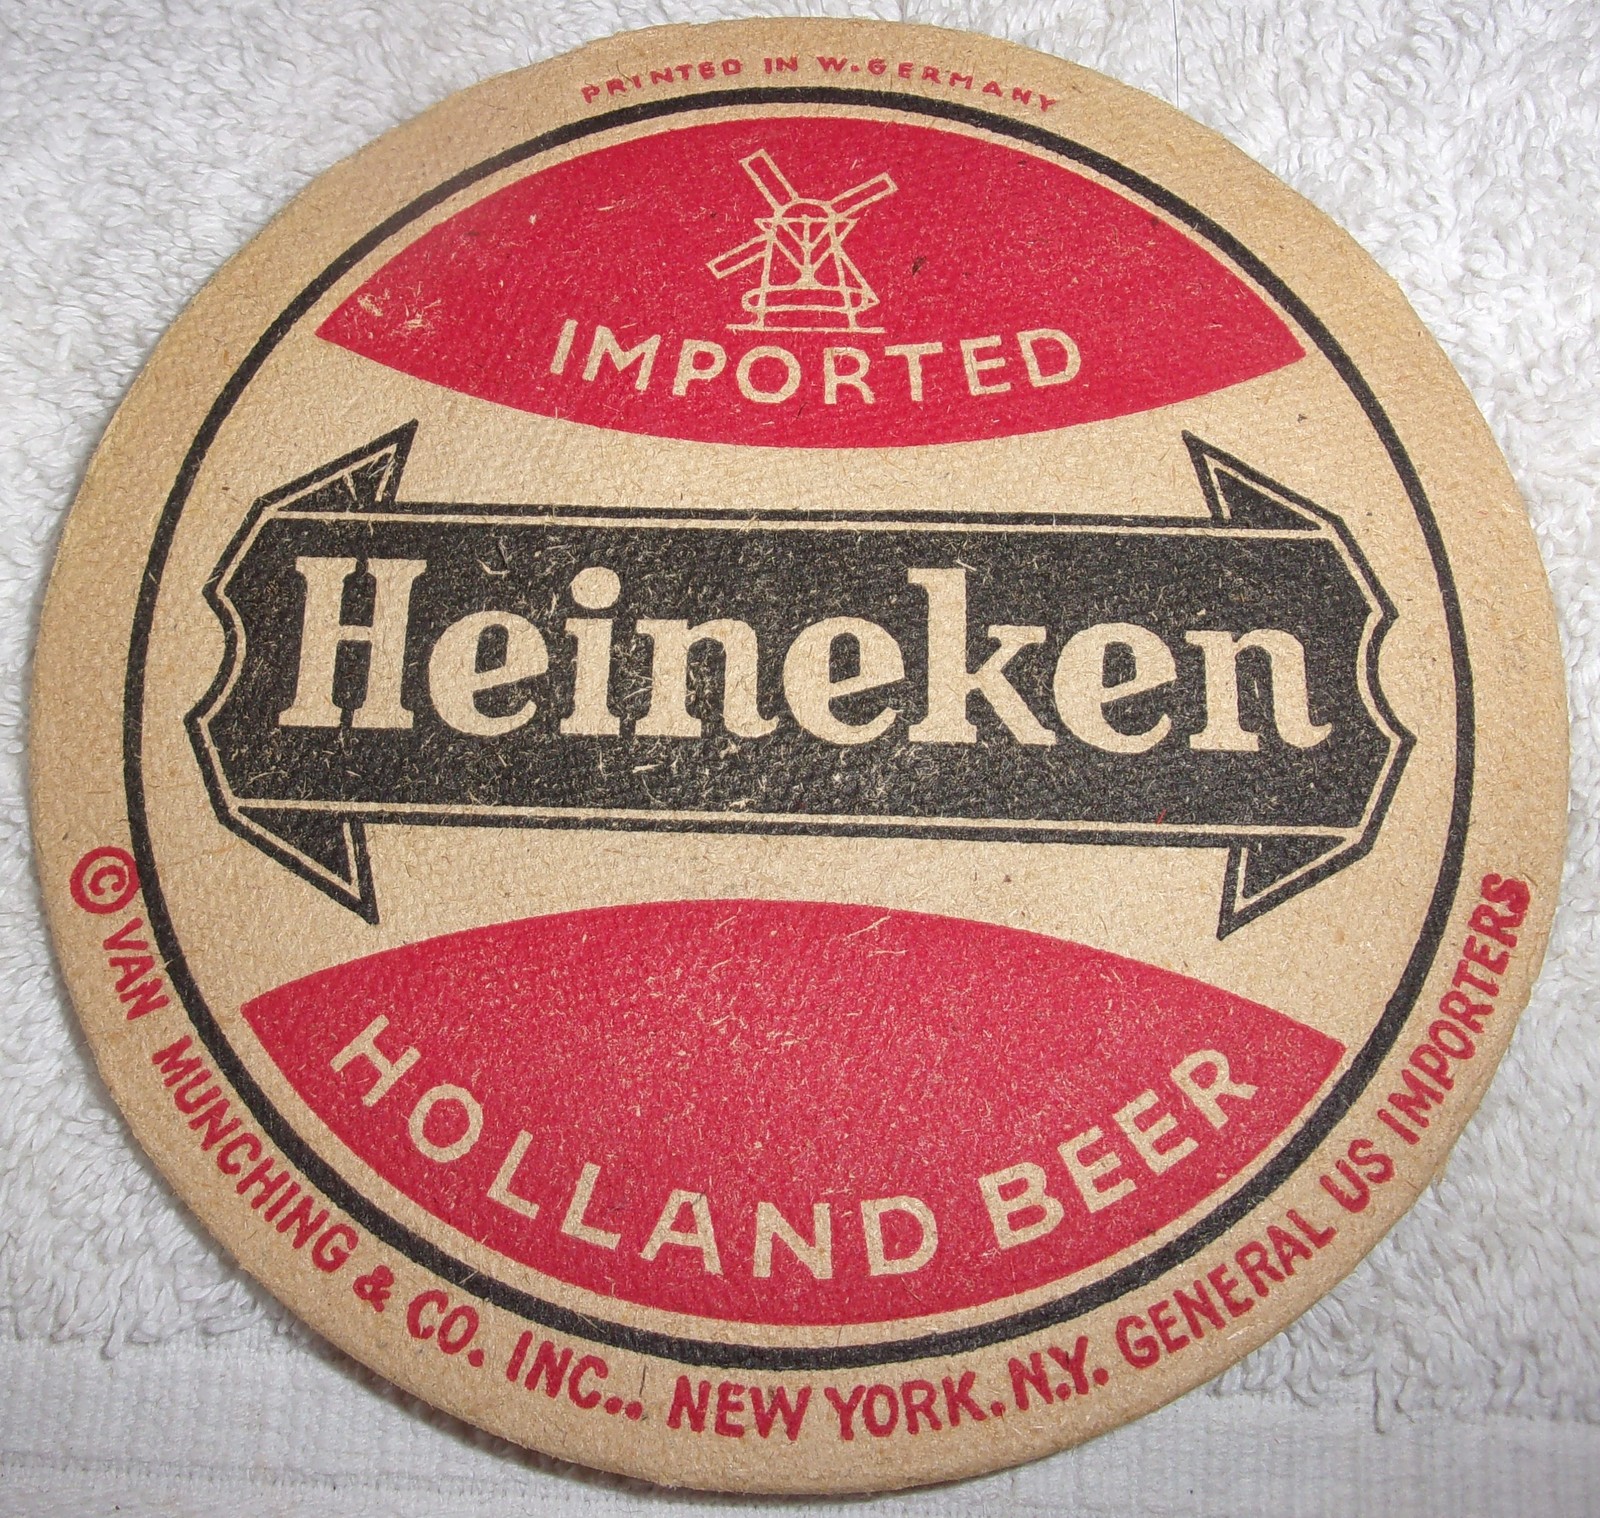 PRINTED IN W. GERMANY
IMPORTED
Heineken
HOLLAND BEER
© VAN MUNCHING & CO. INC.. NEW YORK. N.Y. GENERAL US IMPORTERS